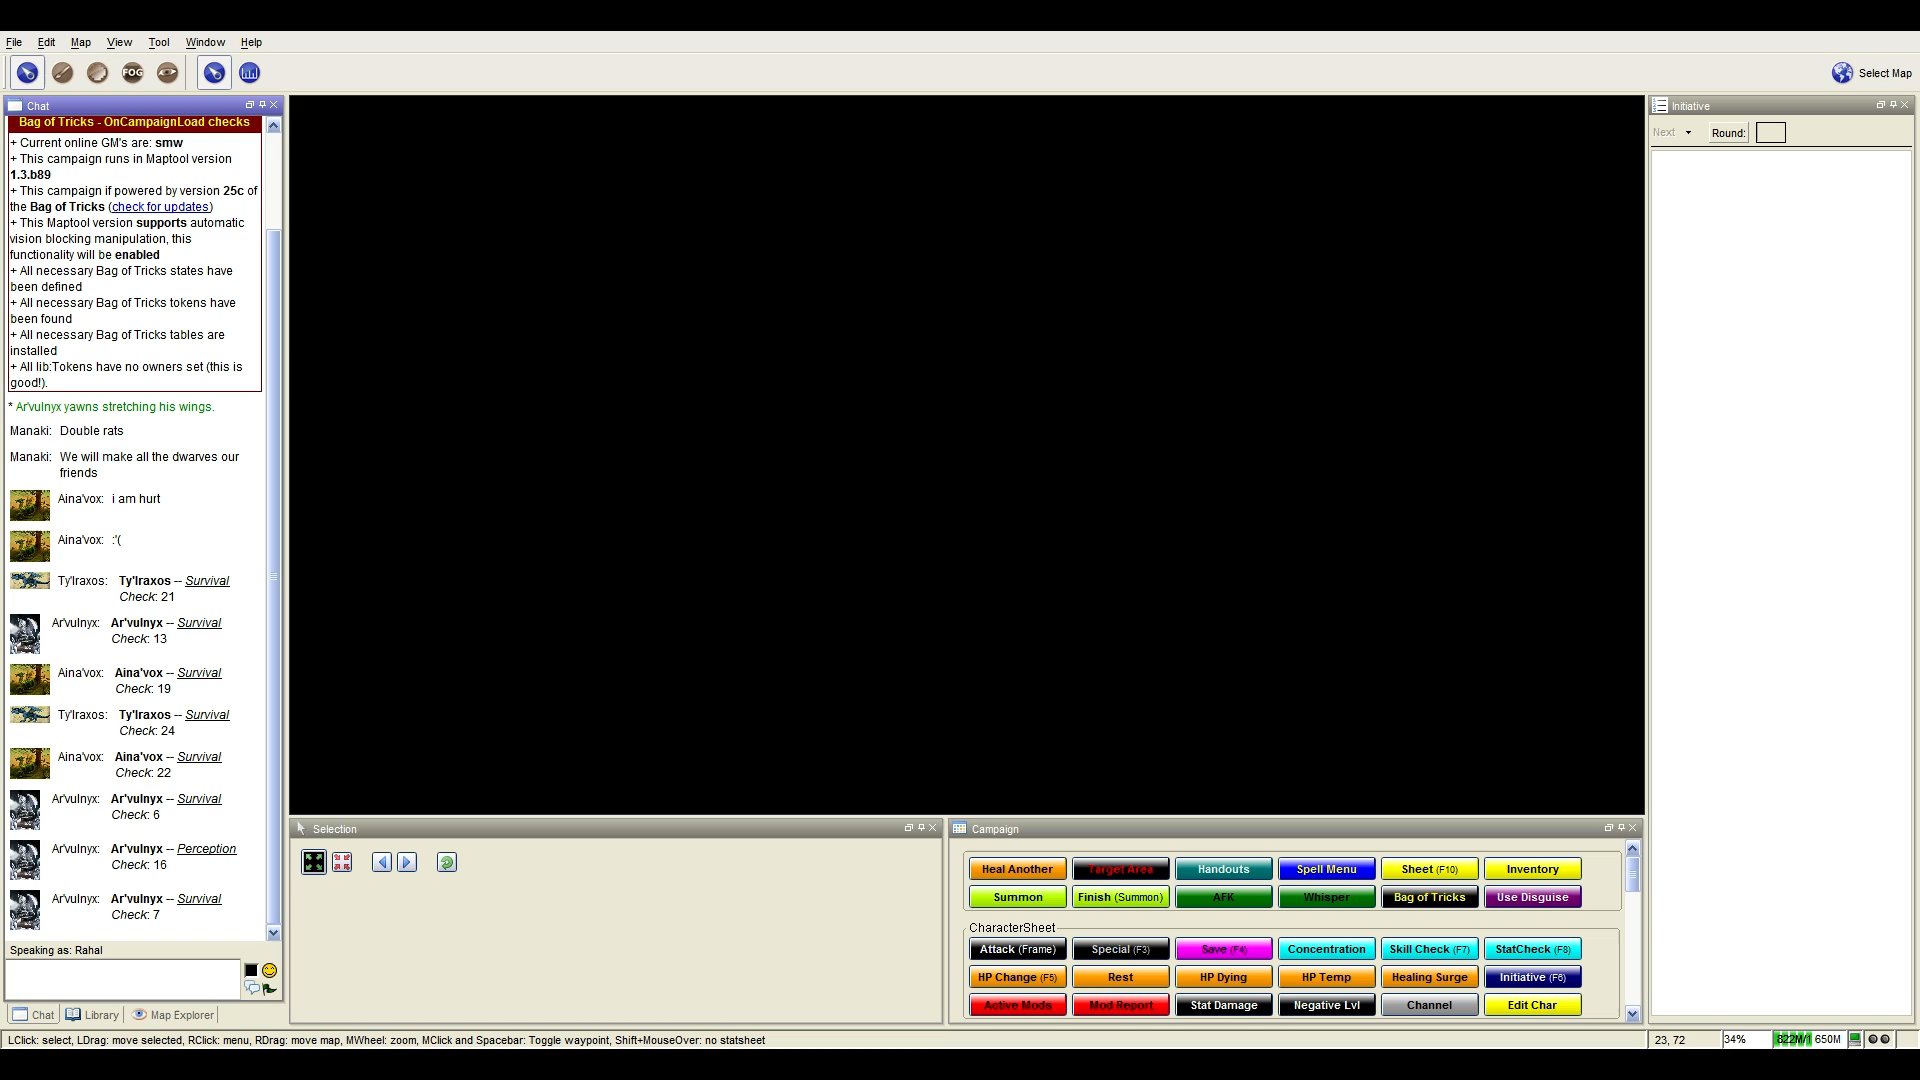 File Edit Map View Tool Window Help
FOG
Select Map
Chat
Bag of Tricks - OnCampaignLoad checks
+ Current online GM's are: smw
+ This campaign runs in Maptool version
1.3.b89
+ This campaign if powered by version 25c of
the Bag of Tricks (check for updates)
+ This Maptool version supports automatic
vision blocking manipulation, this
functionality will be enabled
+ All necessary Bag of Tricks states have
been defined
+ All necessary Bag of Tricks tokens have
been found
+ All necessary Bag of Tricks tables are
installed
+ All lib:Tokens have no owners set (this is
good!).
* Ar'vulnyx yawns stretching his wings.
Manaki: Double rats
Manaki: We will make all the dwarves our
friends
Aina'vox: i am hurt
Aina'vox: :'(
Ty'Iraxos: Ty'Iraxos -- Survival
Check: 21
Ar'vulnyx: Ar'vulnyx -- Survival
Check: 13
Aina'vox: Aina'vox -- Survival
Check: 19
Ty'Iraxos: Ty'Iraxos -- Survival
Check: 24
Aina'vox: Aina'vox -- Survival
Check: 22
Ar'vulnyx: Ar'vulnyx -- Survival
Check: 6
Ar'vulnyx: Ar'vulnyx -- Perception
Check: 16
Ar'vulnyx: Ar'vulnyx -- Survival
Check: 7
Speaking as: Rahal
Chat Library Map Explorer
Selection
Campaign
Heal Another Target Area Handouts Spell Menu Sheet (F10) Inventory
Summon Finish (Summon) AFK Whisper Bag of Tricks Use Disguise
CharacterSheet
Attack (Frame) Special (F3) Save (F4) Concentration Skill Check (F7) StatCheck (F8)
HP Change (F5) Rest HP Dying HP Temp Healing Surge Initiative (F6)
Active Mods Mod Report Stat Damage Negative Lvl Channel Edit Char
Initiative
Next Round:
LClick: select, LDrag: move selected, RClick: menu, RDrag: move map, MWheel: zoom, MClick and Spacebar: Toggle waypoint, Shift+MouseOver: no statsheet
23, 72 34% 822M/1 650M